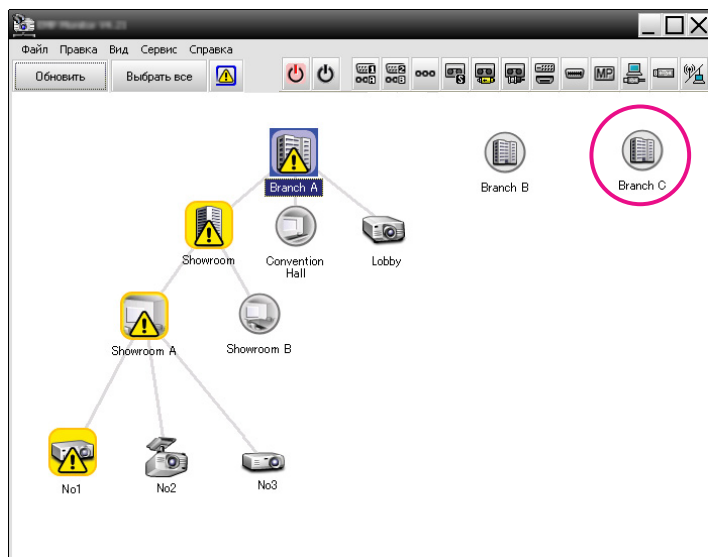 Файл Правка Вид Сервис Справка
Обновить Выбрать все
MP
Branch A
Branch B
Branch C
Showroom
Convention
Hall
Lobby
Showroom A
Showroom B
No1
No2
No3